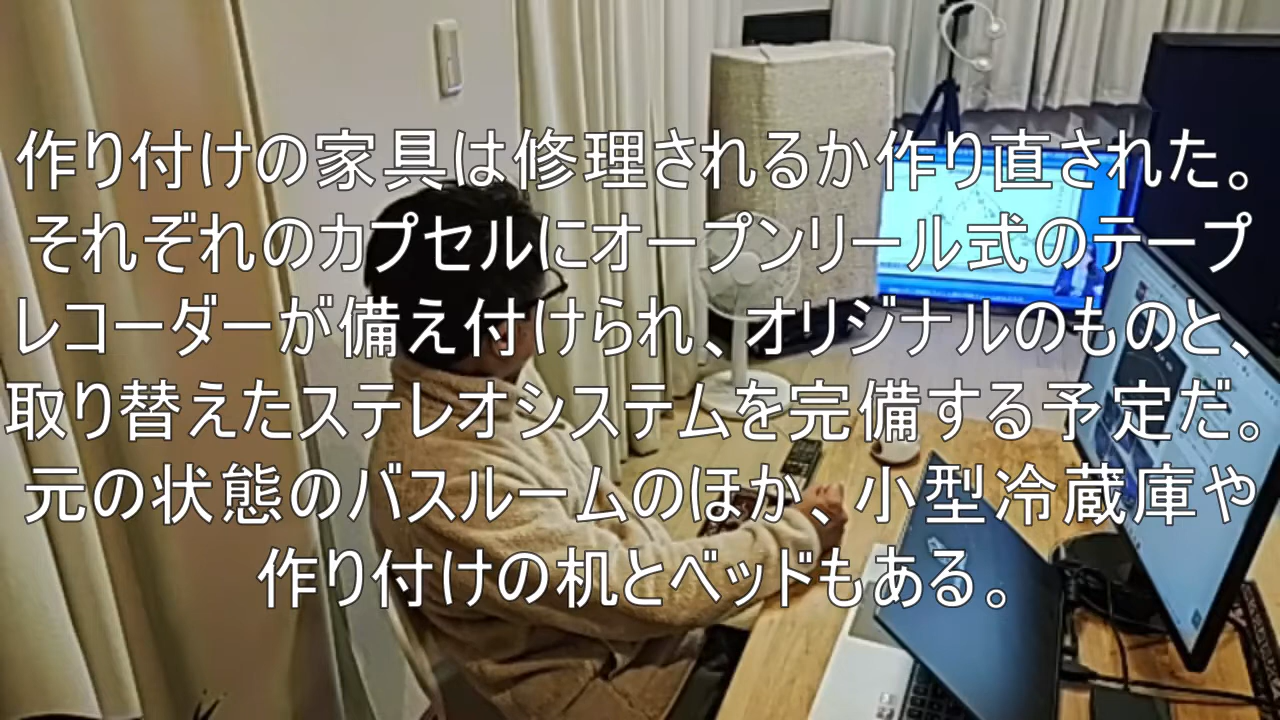 作り付けの家具は修理されるか作り直された。
それぞれのカプセルにオープンリール式のテープ
レコーダーが備え付けられ、オリジナルのものと、
取り替えたステレオシステムを完備する予定だ。
元の状態のバスルームのほか、小型冷蔵庫や
作り付けの机とベッドもある。